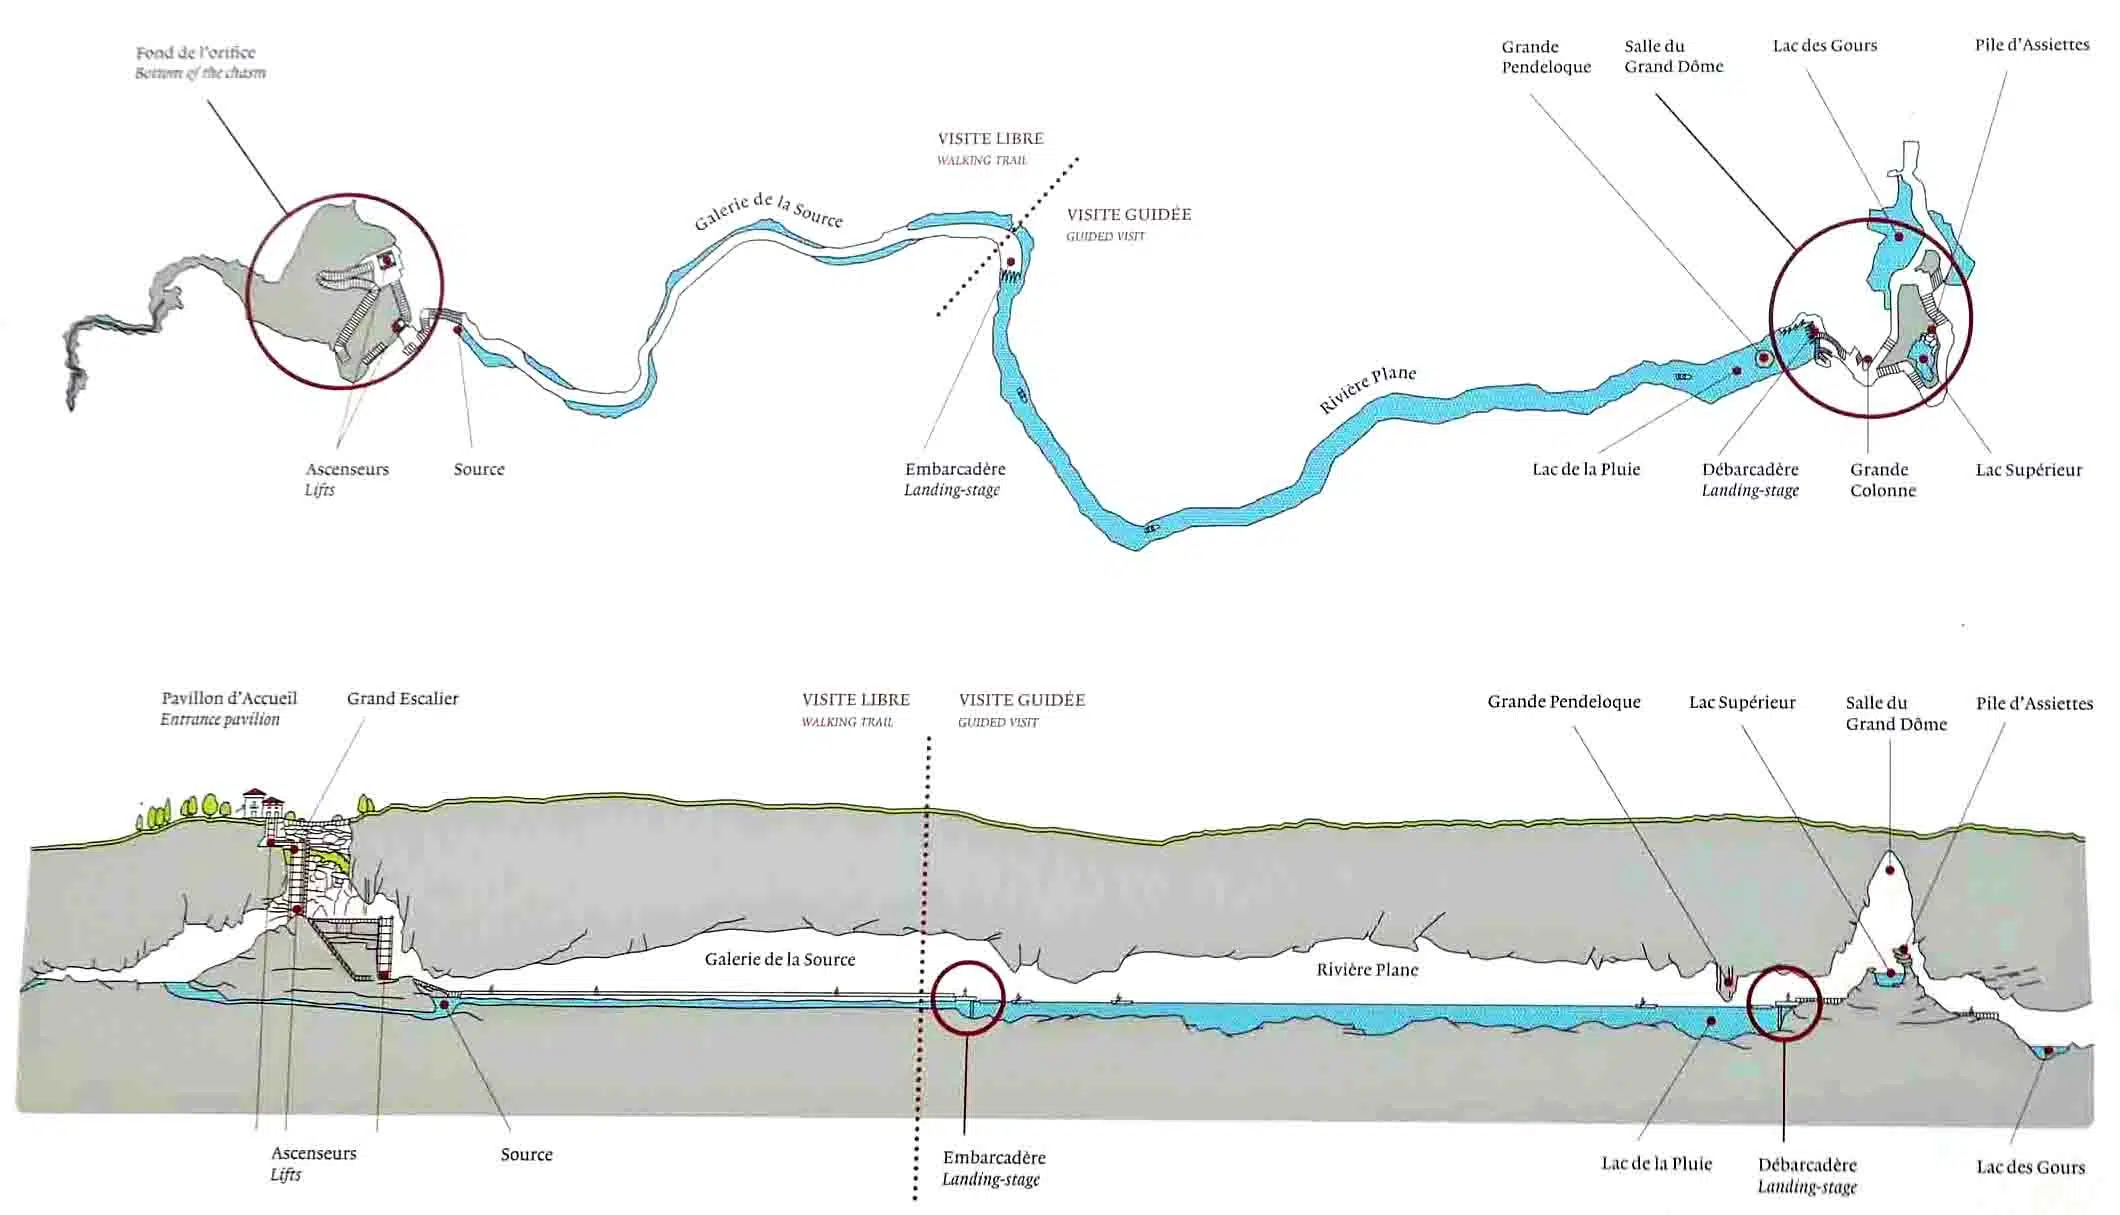 Fond de l'orifice
Bottom of the chasm
Grande
Pendeloque
Salle du
Grand Dôme
Lac des Gours
Pile d'Assiettes
VISITE LIBRE
WALKING TRAIL
Galerie de la Source
VISITE GUIDÉE
GUIDED VISIT
Rivière Plane
Ascenseurs
Lifts
Source
Embarcadère
Landing-stage
Lac de la Pluie
Débarcadère
Landing-stage
Grande
Colonne
Lac Supérieur
Pavillon d'Accueil
Entrance pavilion
Grand Escalier
VISITE LIBRE
WALKING TRAIL
VISITE GUIDÉE
GUIDED VISIT
Grande Pendeloque
Lac Supérieur
Salle du
Grand Dôme
Pile d'Assiettes
Galerie de la Source
Rivière Plane
Ascenseurs
Lifts
Source
Embarcadère
Landing-stage
Lac de la Pluie
Débarcadère
Landing-stage
Lac des Gours